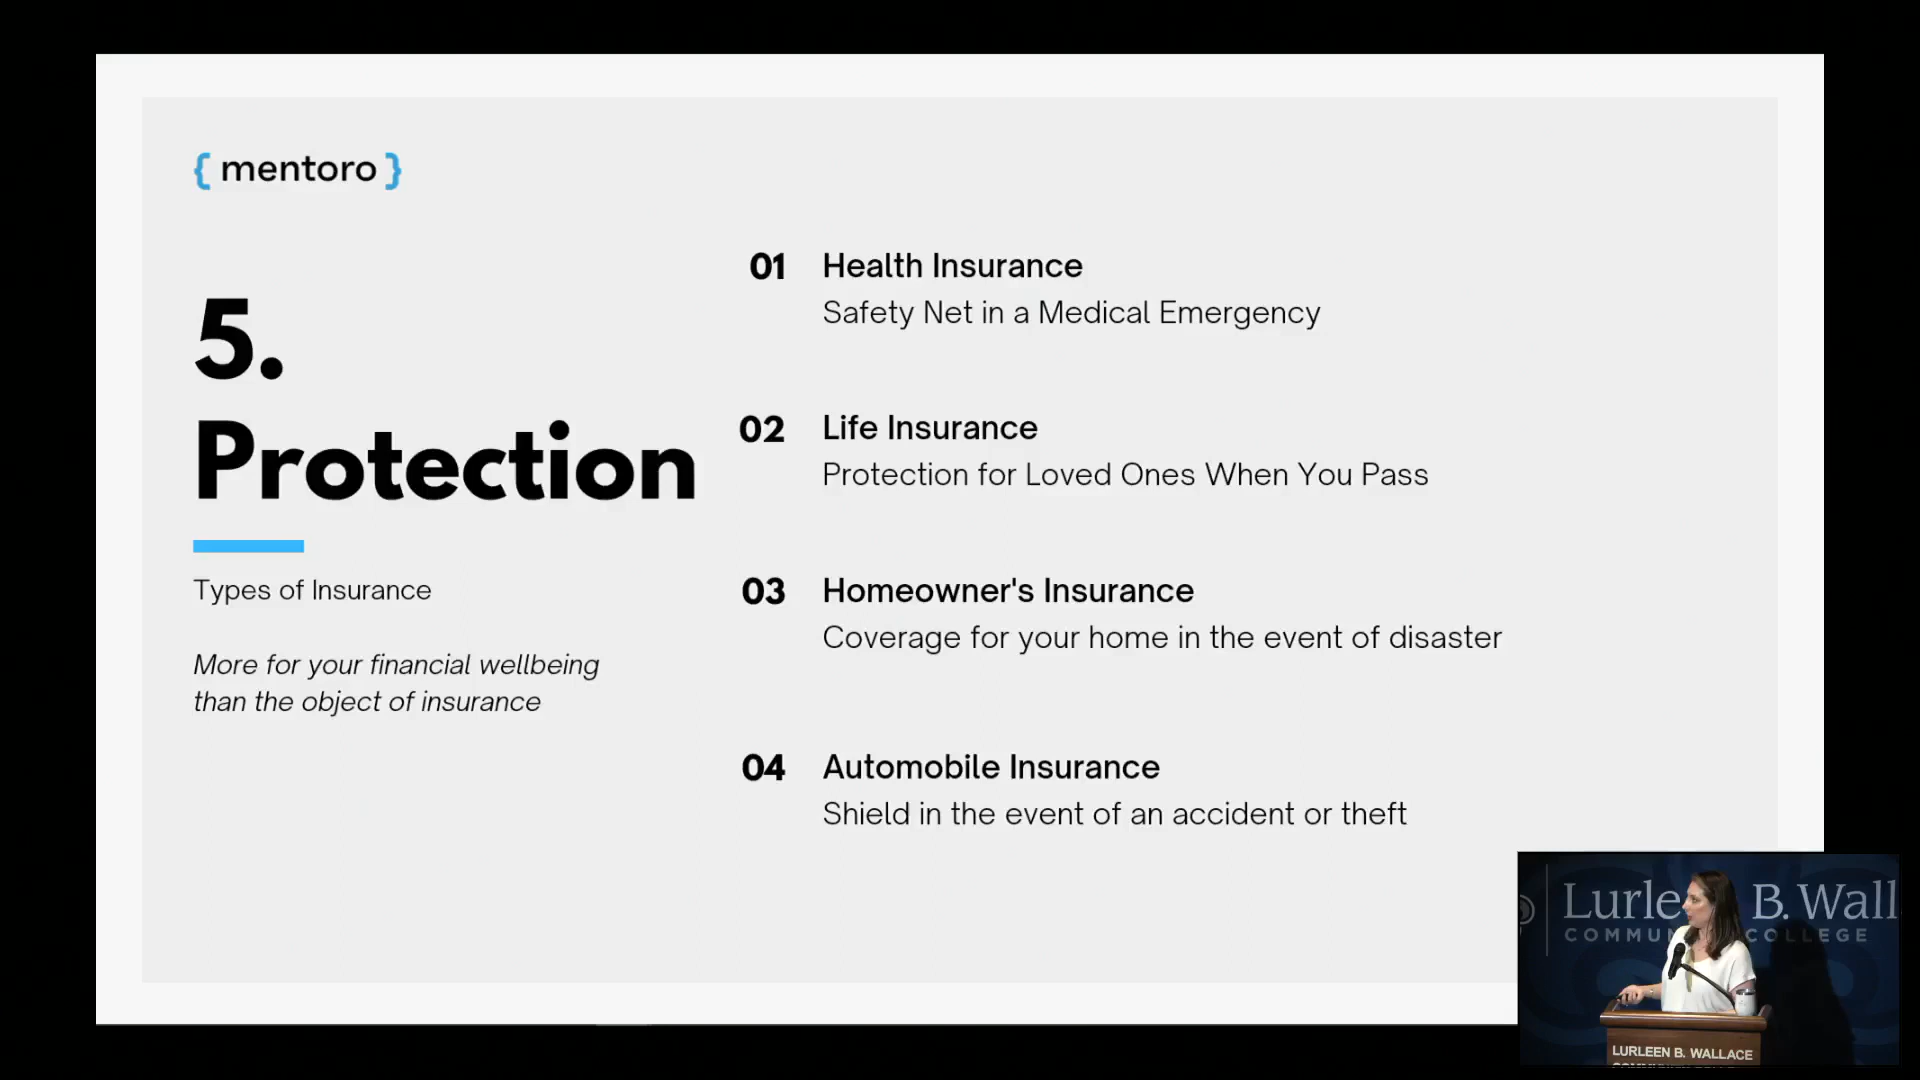 { mentoro }
5.
Protection
Types of Insurance
More for your financial wellbeing
than the object of insurance
01 Health Insurance
Safety Net in a Medical Emergency
02 Life Insurance
Protection for Loved Ones When You Pass
03 Homeowner's Insurance
Coverage for your home in the event of disaster
04 Automobile Insurance
Shield in the event of an accident or theft
Lurle B. Wall
COMMUN COLLEGE
LURLEEN B. WALLACE